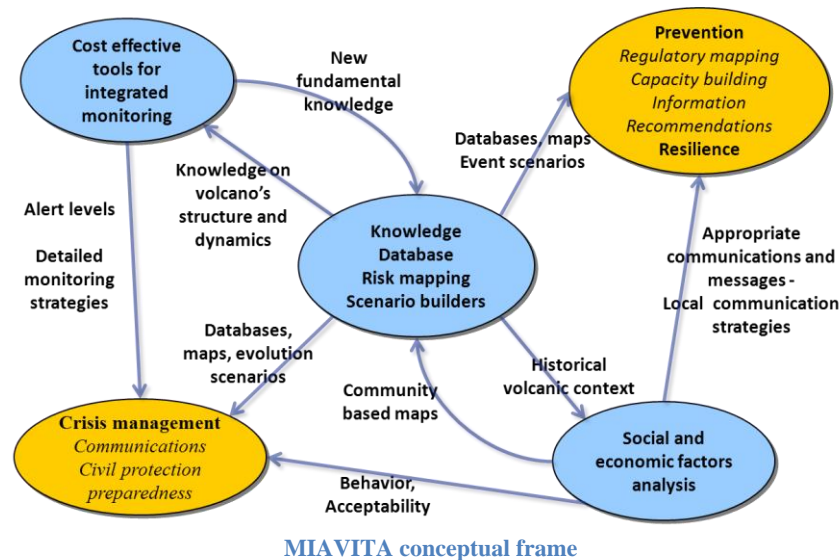 Cost effective
tools for
integrated
monitoring
New
fundamental
knowledge
Prevention
Regulatory mapping
Capacity building
Information
Recommendations
Resilience
Databases, maps
Event scenarios
Knowledge on
volcano's
structure and
dynamics
Alert levels
Detailed
monitoring
strategies
Knowledge
Database
Risk mapping
Scenario builders
Appropriate
communications and
messages -
Local communication
strategies
Databases,
maps, evolution
scenarios
Community
based maps
Historical
volcanic context
Crisis management
Communications
Civil protection
preparedness
Social and
economic factors
analysis
Behavior,
Acceptability
MIAVITA conceptual frame